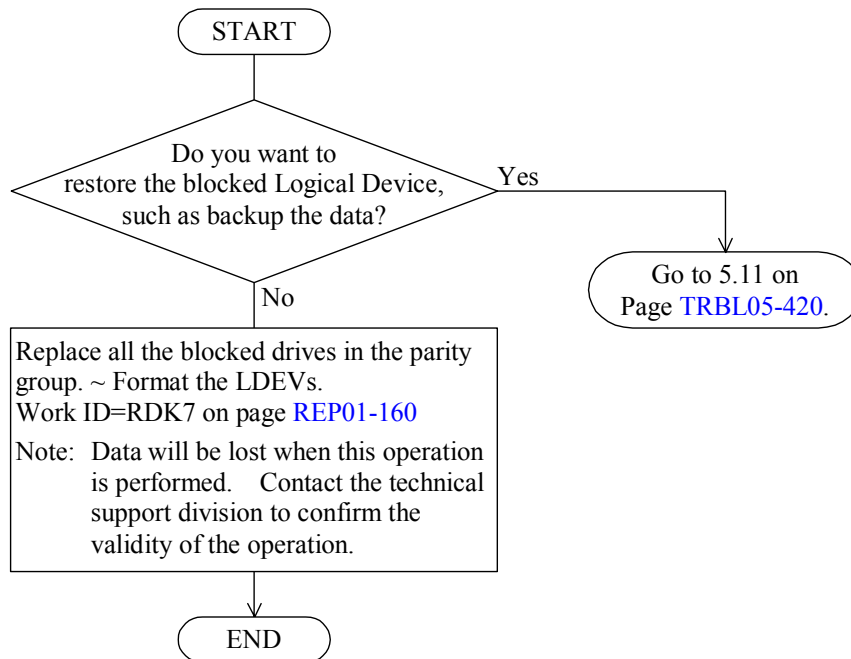 START
Do you want to
restore the blocked Logical Device,
such as backup the data?
Yes
Go to 5.11 on
Page TRBL05-420.
No
Replace all the blocked drives in the parity
group. ~ Format the LDEVs.
Work ID=RDK7 on page REP01-160
Note: Data will be lost when this operation
is performed. Contact the technical
support division to confirm the
validity of the operation.
END